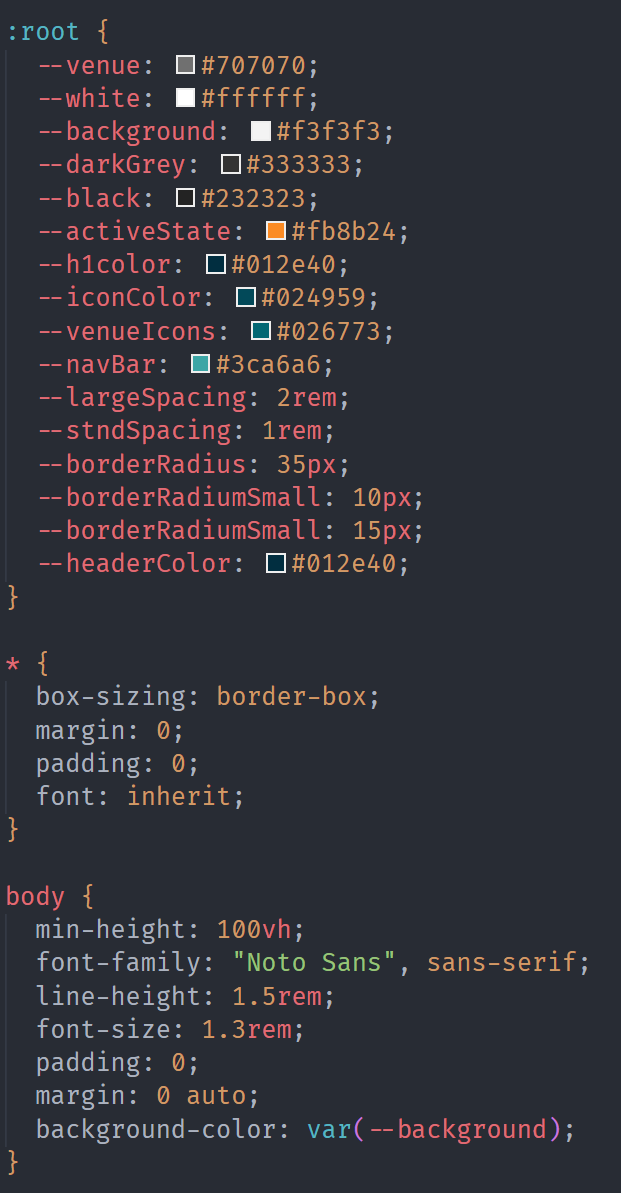 :root {
--venue: #707070;
--white: #ffffff;
--background: #f3f3f3;
--darkGrey: #333333;
--black: #232323;
--activeState: #fb8b24;
--h1color: #012e40;
--iconColor: #024959;
--venueIcons: #026773;
--navBar: #3ca6a6;
--largeSpacing: 2rem;
--stndSpacing: 1rem;
--borderRadius: 35px;
--borderRadiumSmall: 10px;
--borderRadiumSmall: 15px;
--headerColor: #012e40;
}
* {
box-sizing: border-box;
margin: 0;
padding: 0;
font: inherit;
}
body {
min-height: 100vh;
font-family: "Noto Sans", sans-serif;
line-height: 1.5rem;
font-size: 1.3rem;
padding: 0;
margin: 0 auto;
background-color: var(--background);
}